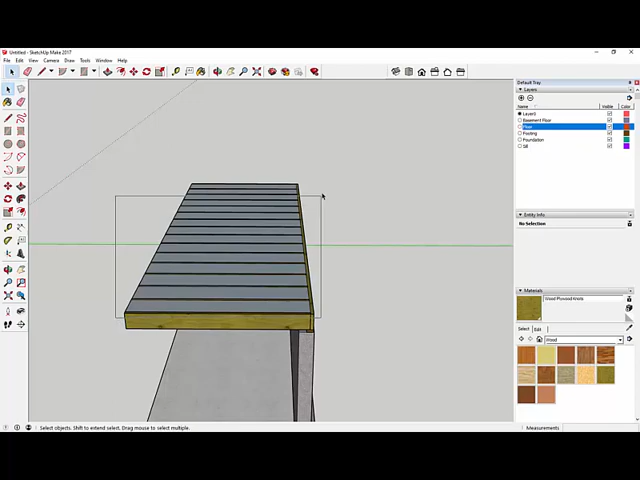 Untitled - SketchUp Make 2017
File Edit View Camera Draw Tools Window Help
Default Tray
Layers
Name Visible Color
Layer0
Basement Floor
Floor
Footing
Foundation
Sill
Entity Info
No Selection
Materials
Wood Plywood Knots
Select Edit
Wood
Select objects. Shift to extend select. Drag mouse to select multiple.
Measurements